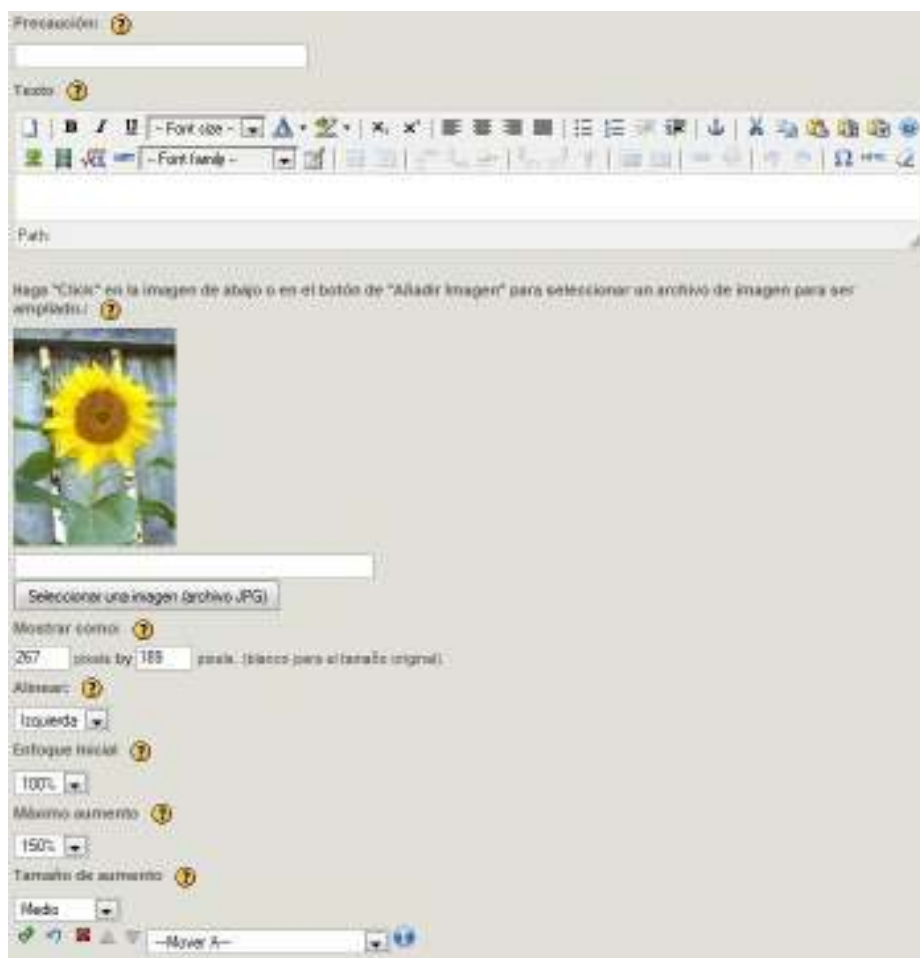 Precaución:
Texto
B I U – Font size –
– Font family –
Path:
Haga "Click" en la imagen de abajo o en el botón de "Añadir Imagen" para seleccionar un archivo de imagen para ser
ampliado.:
Seleccionar una imagen (archivo JPG)
Mostrar como:
267 pixels by 189 pixels. (blanco para el tamaño original).
Alinear:
Izquierda
Enfoque inicial
100%
Máximo aumento
150%
Tamaño de aumento
Medio
--Mover A--